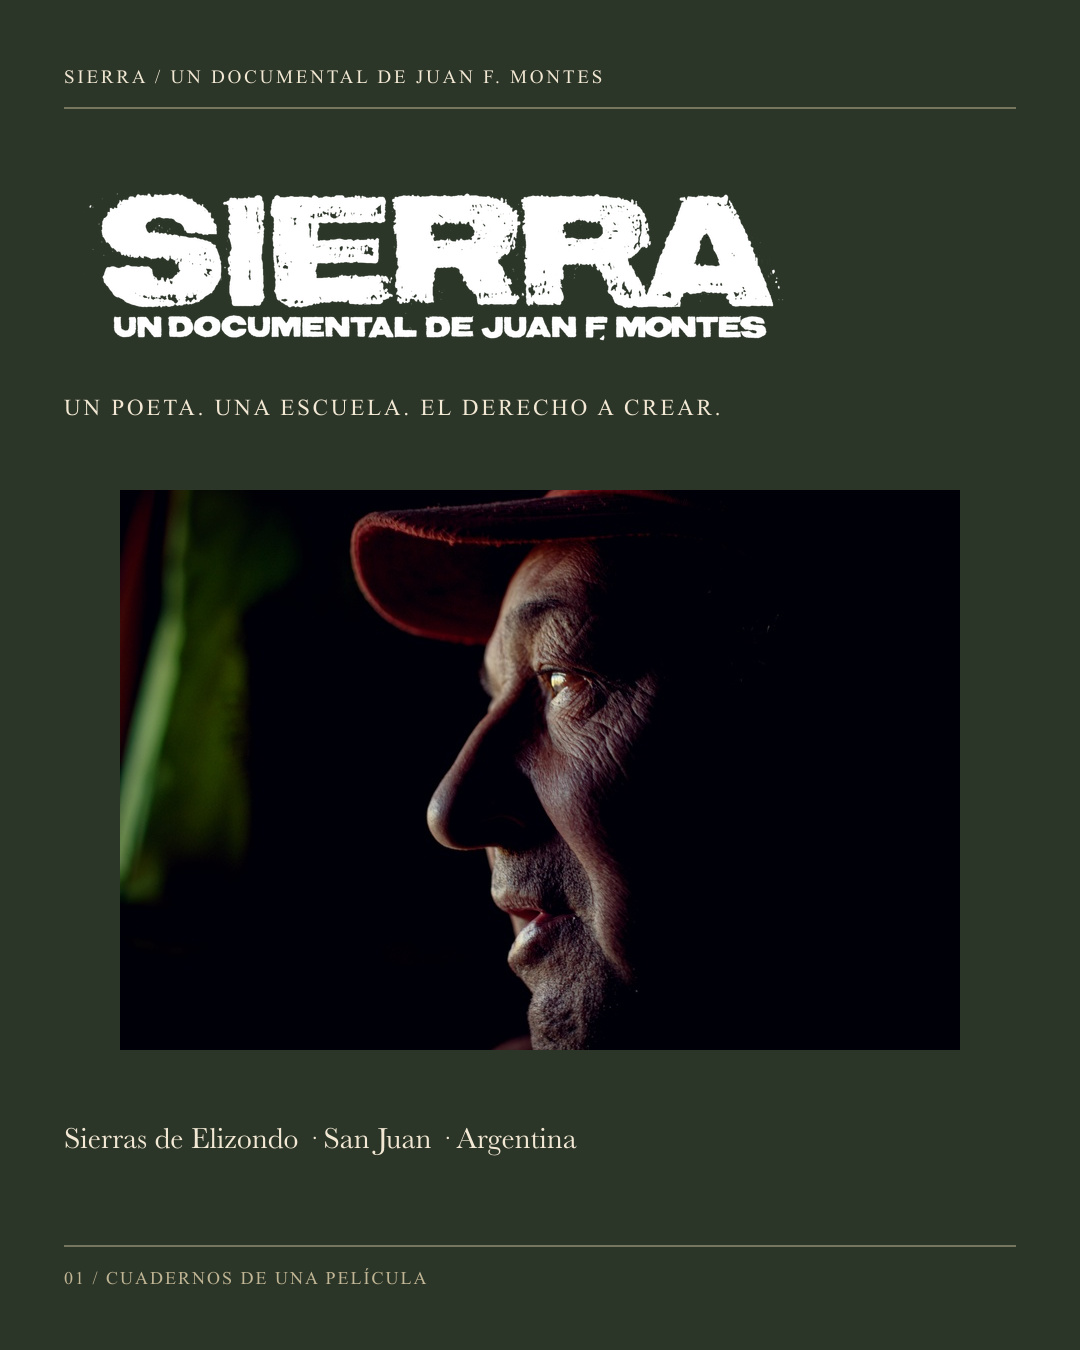 SIERRA / UN DOCUMENTAL DE JUAN F. MONTES
SIERRA
UN DOCUMENTAL DE JUAN F. MONTES
UN POETA. UNA ESCUELA. EL DERECHO A CREAR.
Sierras de Elizondo · San Juan · Argentina
01 / CUADERNOS DE UNA PELÍCULA